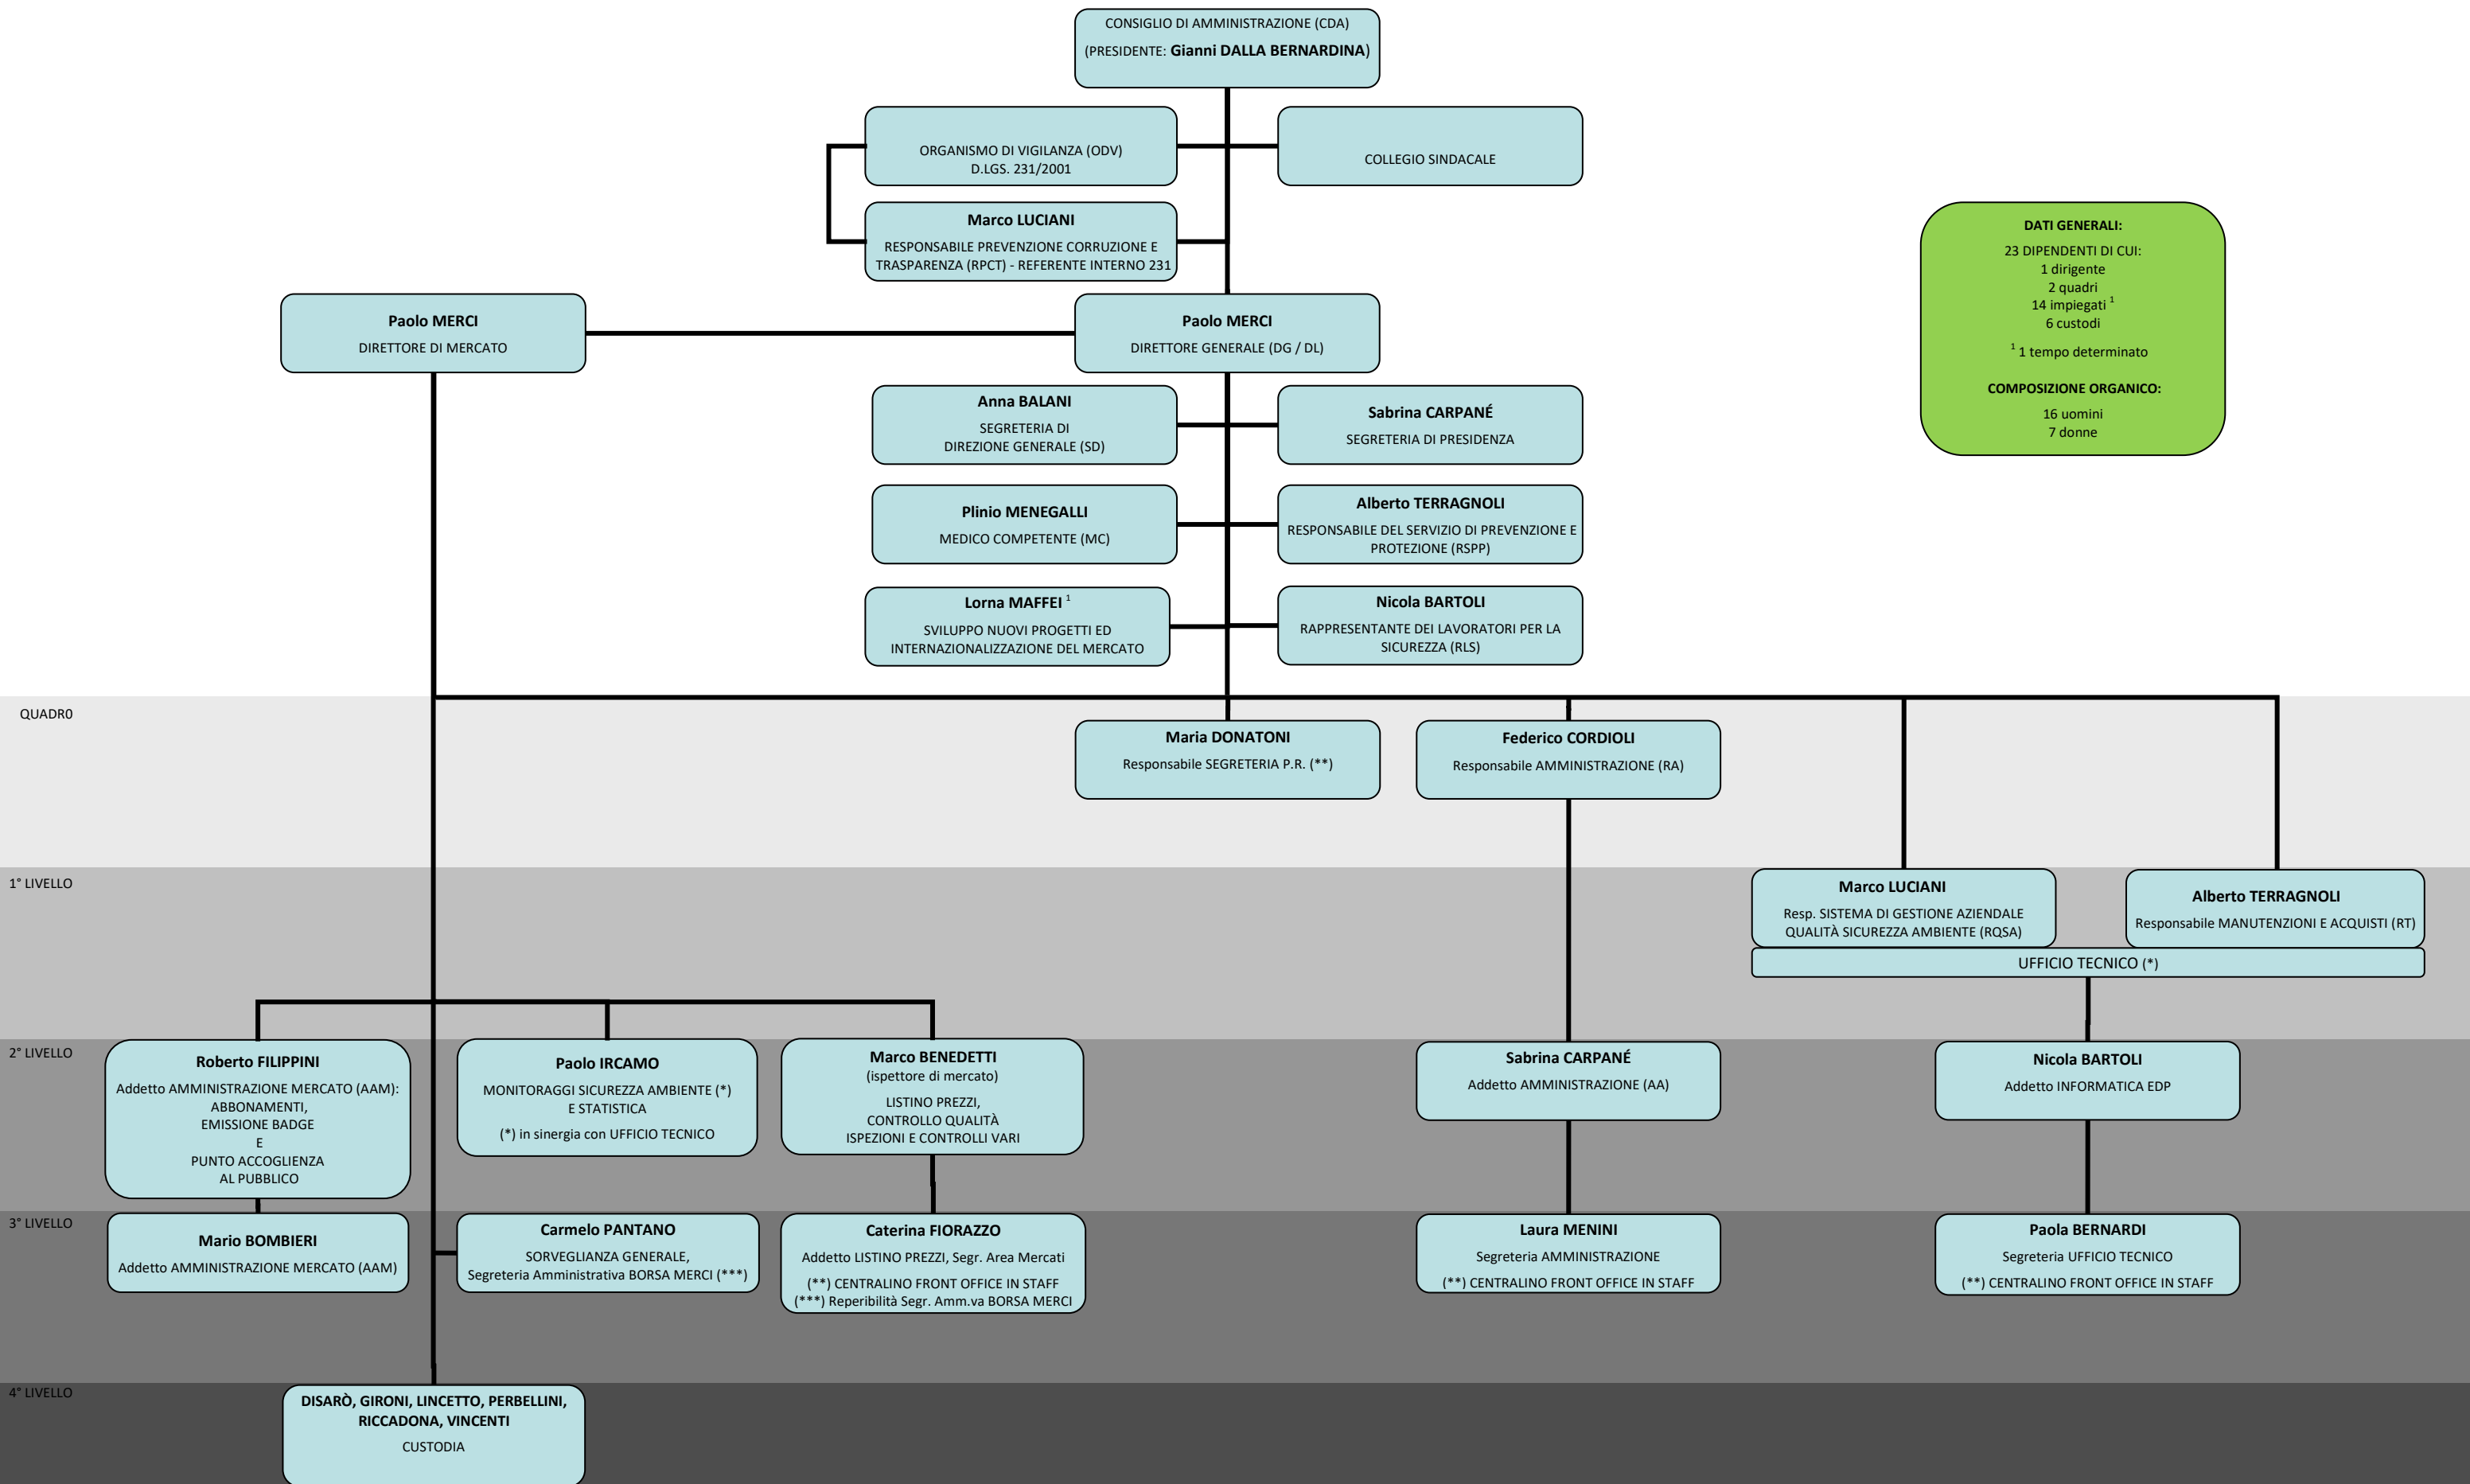 CONSIGLIO DI AMMINISTRAZIONE (CDA)
(PRESIDENTE: Gianni DALLA BERNARDINA)
ORGANISMO DI VIGILANZA (ODV)
D.LGS. 231/2001
COLLEGIO SINDACALE
Marco LUCIANI
RESPONSABILE PREVENZIONE CORRUZIONE E
TRASPARENZA (RPCT) - REFERENTE INTERNO 231
DATI GENERALI:
23 DIPENDENTI DI CUI:
1 dirigente
2 quadri
14 impiegati ¹
6 custodi
¹ 1 tempo determinato
COMPOSIZIONE ORGANICO:
16 uomini
7 donne
Paolo MERCI
DIRETTORE DI MERCATO
Paolo MERCI
DIRETTORE GENERALE (DG / DL)
Anna BALANI
SEGRETERIA DI
DIREZIONE GENERALE (SD)
Sabrina CARPANÉ
SEGRETERIA DI PRESIDENZA
Plinio MENEGALLI
MEDICO COMPETENTE (MC)
Alberto TERRAGNOLI
RESPONSABILE DEL SERVIZIO DI PREVENZIONE E
PROTEZIONE (RSPP)
Lorna MAFFEI ¹
SVILUPPO NUOVI PROGETTI ED
INTERNAZIONALIZZAZIONE DEL MERCATO
Nicola BARTOLI
RAPPRESENTANTE DEI LAVORATORI PER LA
SICUREZZA (RLS)
QUADR0
Maria DONATONI
Responsabile SEGRETERIA P.R. (**)
Federico CORDIOLI
Responsabile AMMINISTRAZIONE (RA)
1° LIVELLO
Marco LUCIANI
Resp. SISTEMA DI GESTIONE AZIENDALE
QUALITÀ SICUREZZA AMBIENTE (RQSA)
Alberto TERRAGNOLI
Responsabile MANUTENZIONI E ACQUISTI (RT)
UFFICIO TECNICO (*)
2° LIVELLO
Roberto FILIPPINI
Addetto AMMINISTRAZIONE MERCATO (AAM):
ABBONAMENTI,
EMISSIONE BADGE
E
PUNTO ACCOGLIENZA
AL PUBBLICO
Paolo IRCAMO
MONITORAGGI SICUREZZA AMBIENTE (*)
E STATISTICA
(*) in sinergia con UFFICIO TECNICO
Marco BENEDETTI
(ispettore di mercato)
LISTINO PREZZI,
CONTROLLO QUALITÀ
ISPEZIONI E CONTROLLI VARI
Sabrina CARPANÉ
Addetto AMMINISTRAZIONE (AA)
Nicola BARTOLI
Addetto INFORMATICA EDP
3° LIVELLO
Mario BOMBIERI
Addetto AMMINISTRAZIONE MERCATO (AAM)
Carmelo PANTANO
SORVEGLIANZA GENERALE,
Segreteria Amministrativa BORSA MERCI (***)
Caterina FIORAZZO
Addetto LISTINO PREZZI, Segr. Area Mercati
(**) CENTRALINO FRONT OFFICE IN STAFF
(***) Reperibilità Segr. Amm.va BORSA MERCI
Laura MENINI
Segreteria AMMINISTRAZIONE
(**) CENTRALINO FRONT OFFICE IN STAFF
Paola BERNARDI
Segreteria UFFICIO TECNICO
(**) CENTRALINO FRONT OFFICE IN STAFF
4° LIVELLO
DISARÒ, GIRONI, LINCETTO, PERBELLINI,
RICCADONA, VINCENTI
CUSTODIA